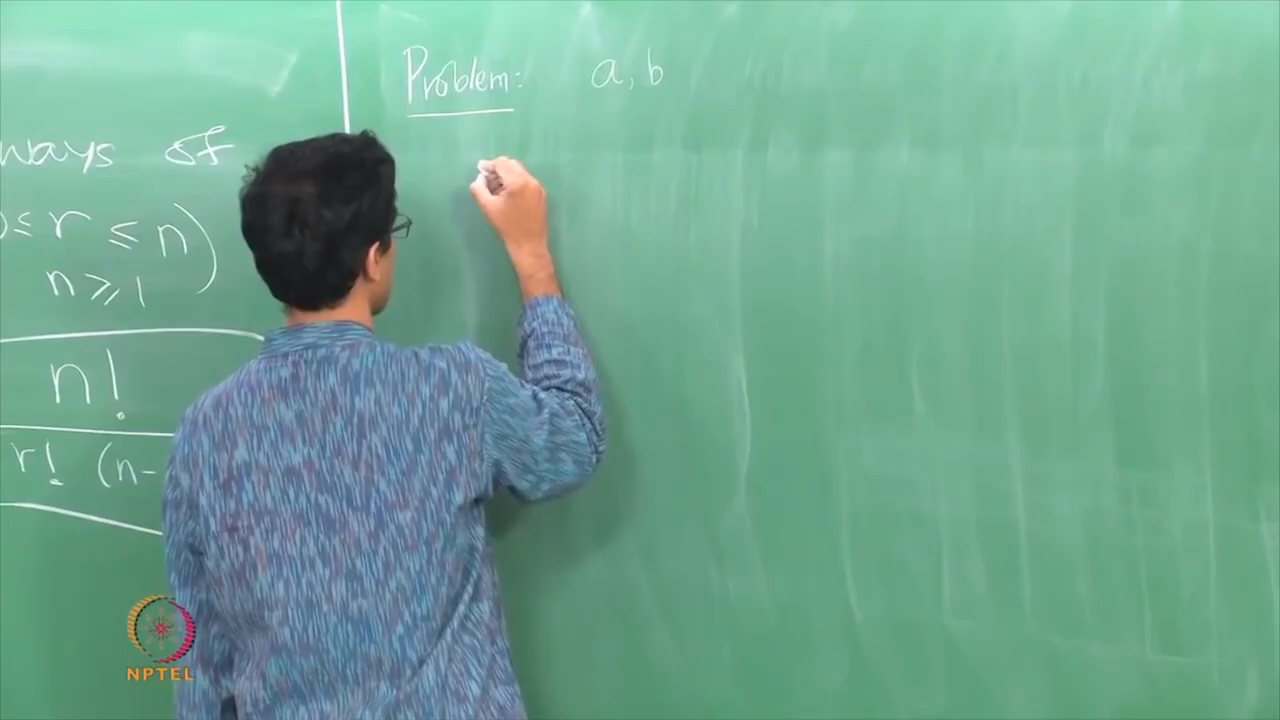 ways of
≤ r ≤ n)
n ≥ 1
n!
r! (n-
Problem: a, b
NPTEL